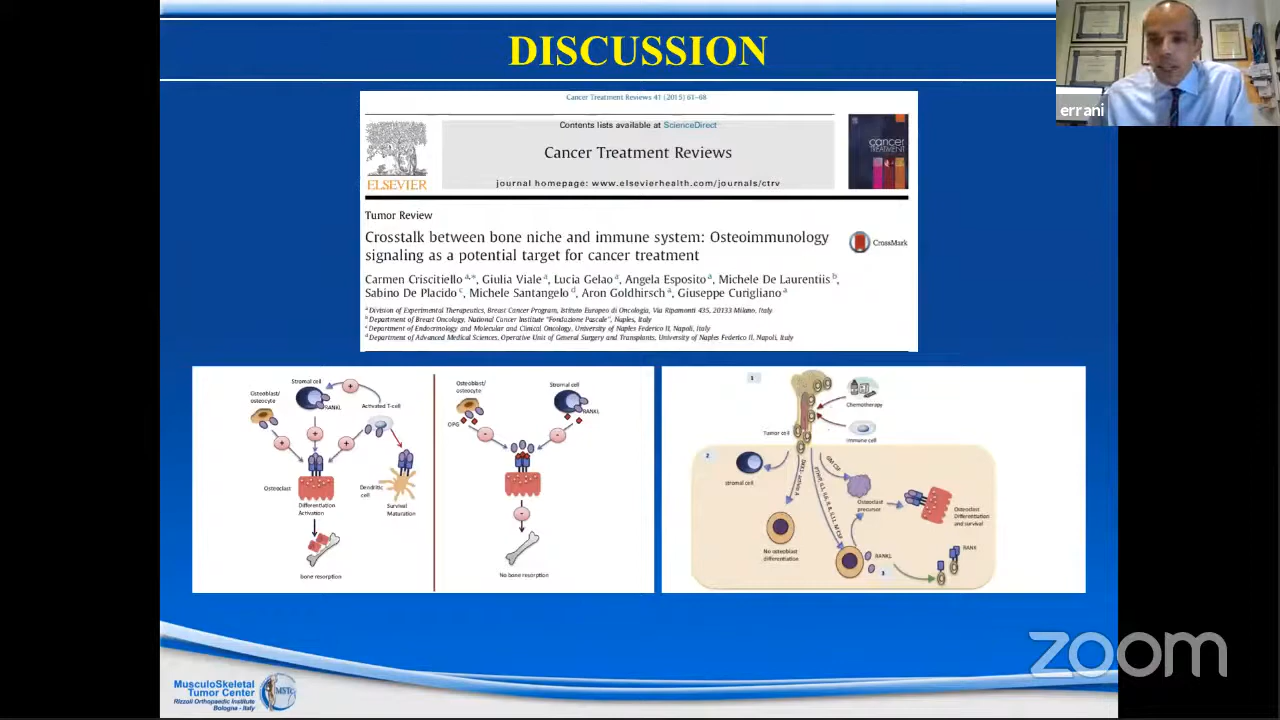 DISCUSSION
errani
Cancer Treatment Reviews 41 (2015) 61–68
Contents lists available at ScienceDirect
Cancer Treatment Reviews
journal homepage: www.elsevierhealth.com/journals/ctrv
ELSEVIER
cancer
TREATMENT
Tumor Review
Crosstalk between bone niche and immune system: Osteoimmunology
signaling as a potential target for cancer treatment
CrossMark
Carmen Criscitiello a,*, Giulia Viale a, Lucia Gelao a, Angela Esposito a, Michele De Laurentiis b,
Sabino De Placido c, Michele Santangelo d, Aron Goldhirsch a, Giuseppe Curigliano a
a Division of Experimental Therapeutics, Breast Cancer Program, Istituto Europeo di Oncologia, Via Ripamonti 435, 20133 Milano, Italy
b Department of Breast Oncology, National Cancer Institute "Fondazione Pascale", Naples, Italy
c Department of Endocrinology and Molecular and Clinical Oncology, University of Naples Federico II, Napoli, Italy
d Department of Advanced Medical Sciences, Operative Unit of General Surgery and Transplants, University of Naples Federico II, Napoli, Italy
Stromal cell
Osteoblast/
osteocyte
RANKL
Activated T-cell
+
+
+
+
Osteoclast
Dendritic
cell
Differentiation
Activation
Survival
Maturation
bone resorption
Osteoblast/
osteocyte
Stromal cell
RANKL
OPG
-
-
-
No bone resorption
1
Chemotherapy
Tumor cell
Immune cell
2
stromal cell
GM CSF
Osteoclast
precursor
Osteoclast
Differentiation
and survival
No osteoblast
differentiation
RANKL
3
RANK
zoom
MusculoSkeletal
Tumor Center
Rizzoli Orthopaedic Institute
Bologna - Italy
MSTC